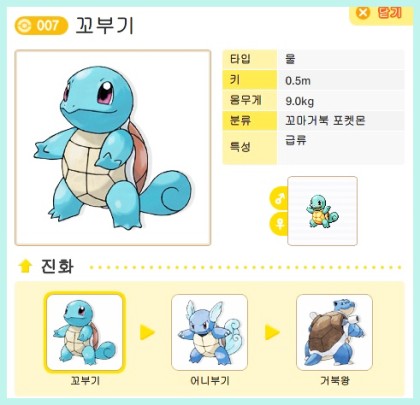 007 꼬부기
닫기
타입 물
키 0.5m
몸무게 9.0kg
분류 꼬마거북 포켓몬
특성 급류
진화
꼬부기 어니부기 거북왕